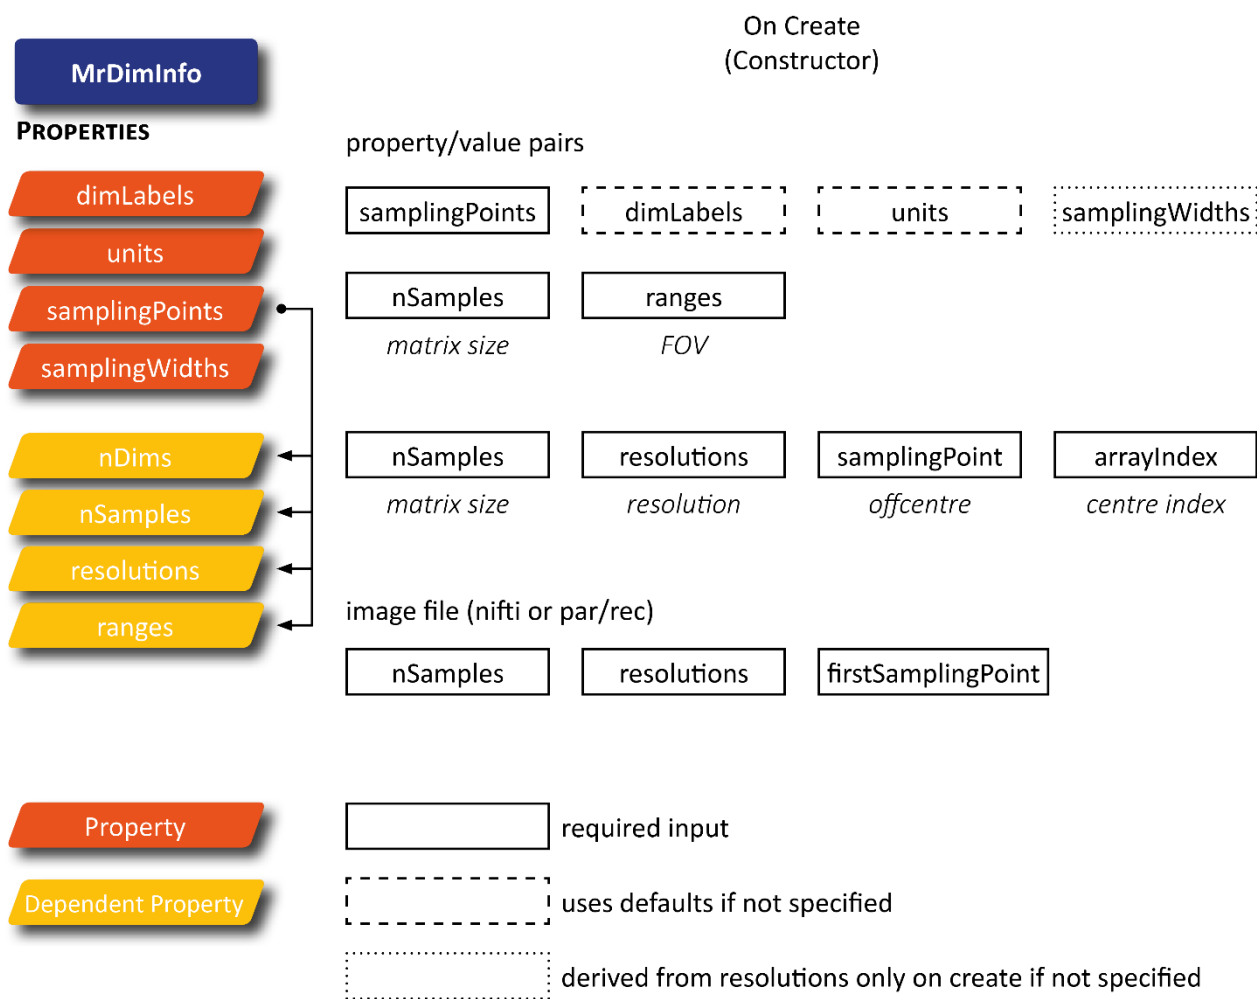 On Create
(Constructor)
MrDimInfo
PROPERTIES
dimLabels
units
samplingPoints
samplingWidths
nDims
nSamples
resolutions
ranges
property/value pairs
samplingPoints dimLabels units samplingWidths
nSamples ranges
matrix size FOV
nSamples resolutions samplingPoint arrayIndex
matrix size resolution offcentre centre index
image file (nifti or par/rec)
nSamples resolutions firstSamplingPoint
Property
Dependent Property
required input
uses defaults if not specified
derived from resolutions only on create if not specified